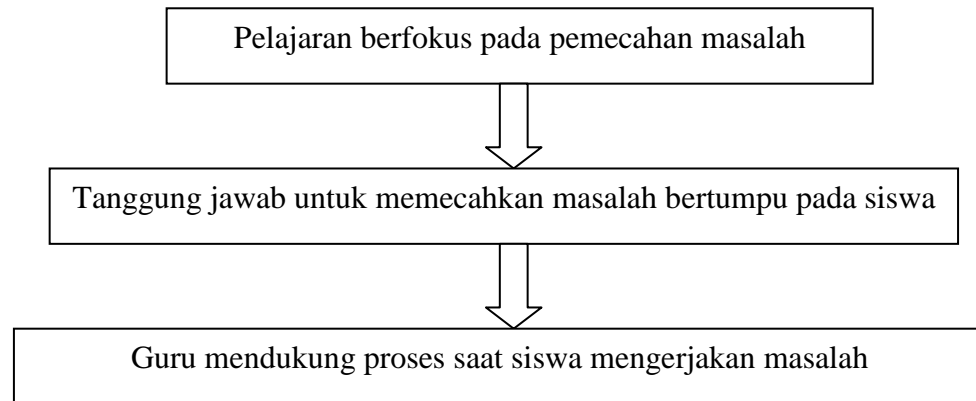 Pelajaran berfokus pada pemecahan masalah
Tanggung jawab untuk memecahkan masalah bertumpu pada siswa
Guru mendukung proses saat siswa mengerjakan masalah